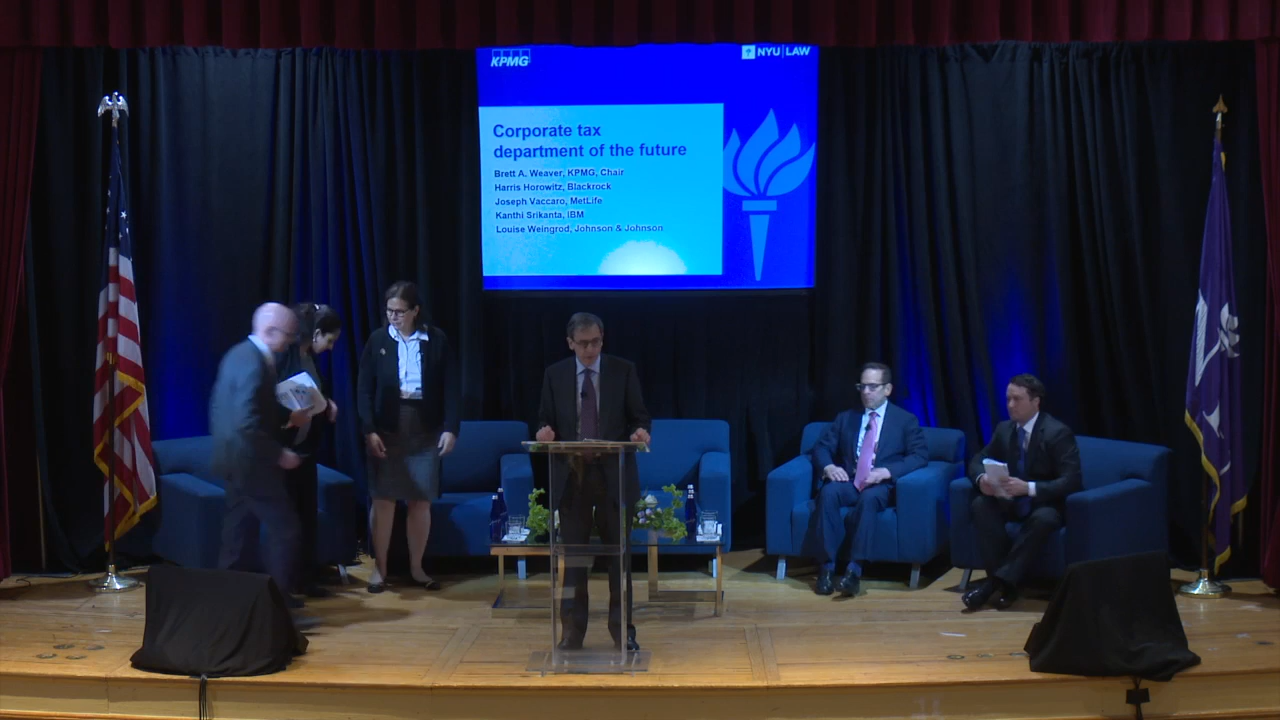 KPMG
NYU LAW
Corporate tax
department of the future
Brett A. Weaver, KPMG, Chair
Harris Horowitz, Blackrock
Joseph Vaccaro, MetLife
Kanthi Srikanta, IBM
Louise Weingrod, Johnson & Johnson